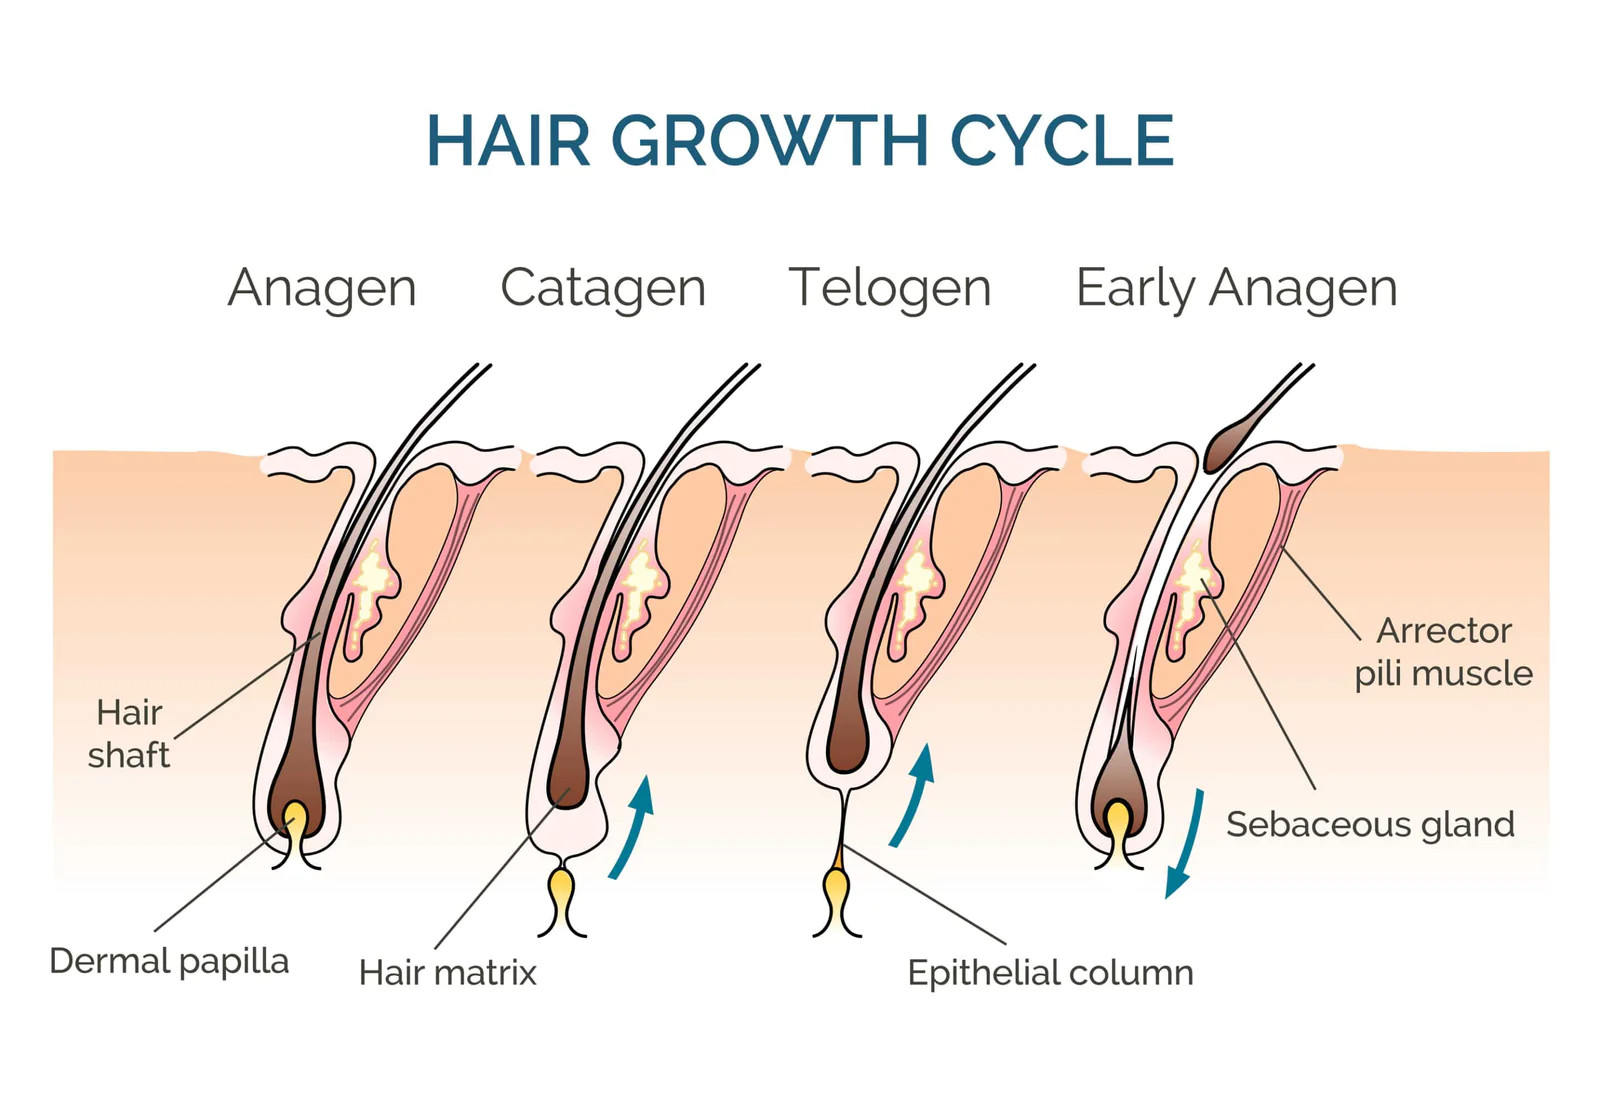 HAIR GROWTH CYCLE
Anagen
Catagen
Telogen
Early Anagen
Hair
shaft
Dermal papilla
Hair matrix
Epithelial column
Arrector
pili muscle
Sebaceous gland